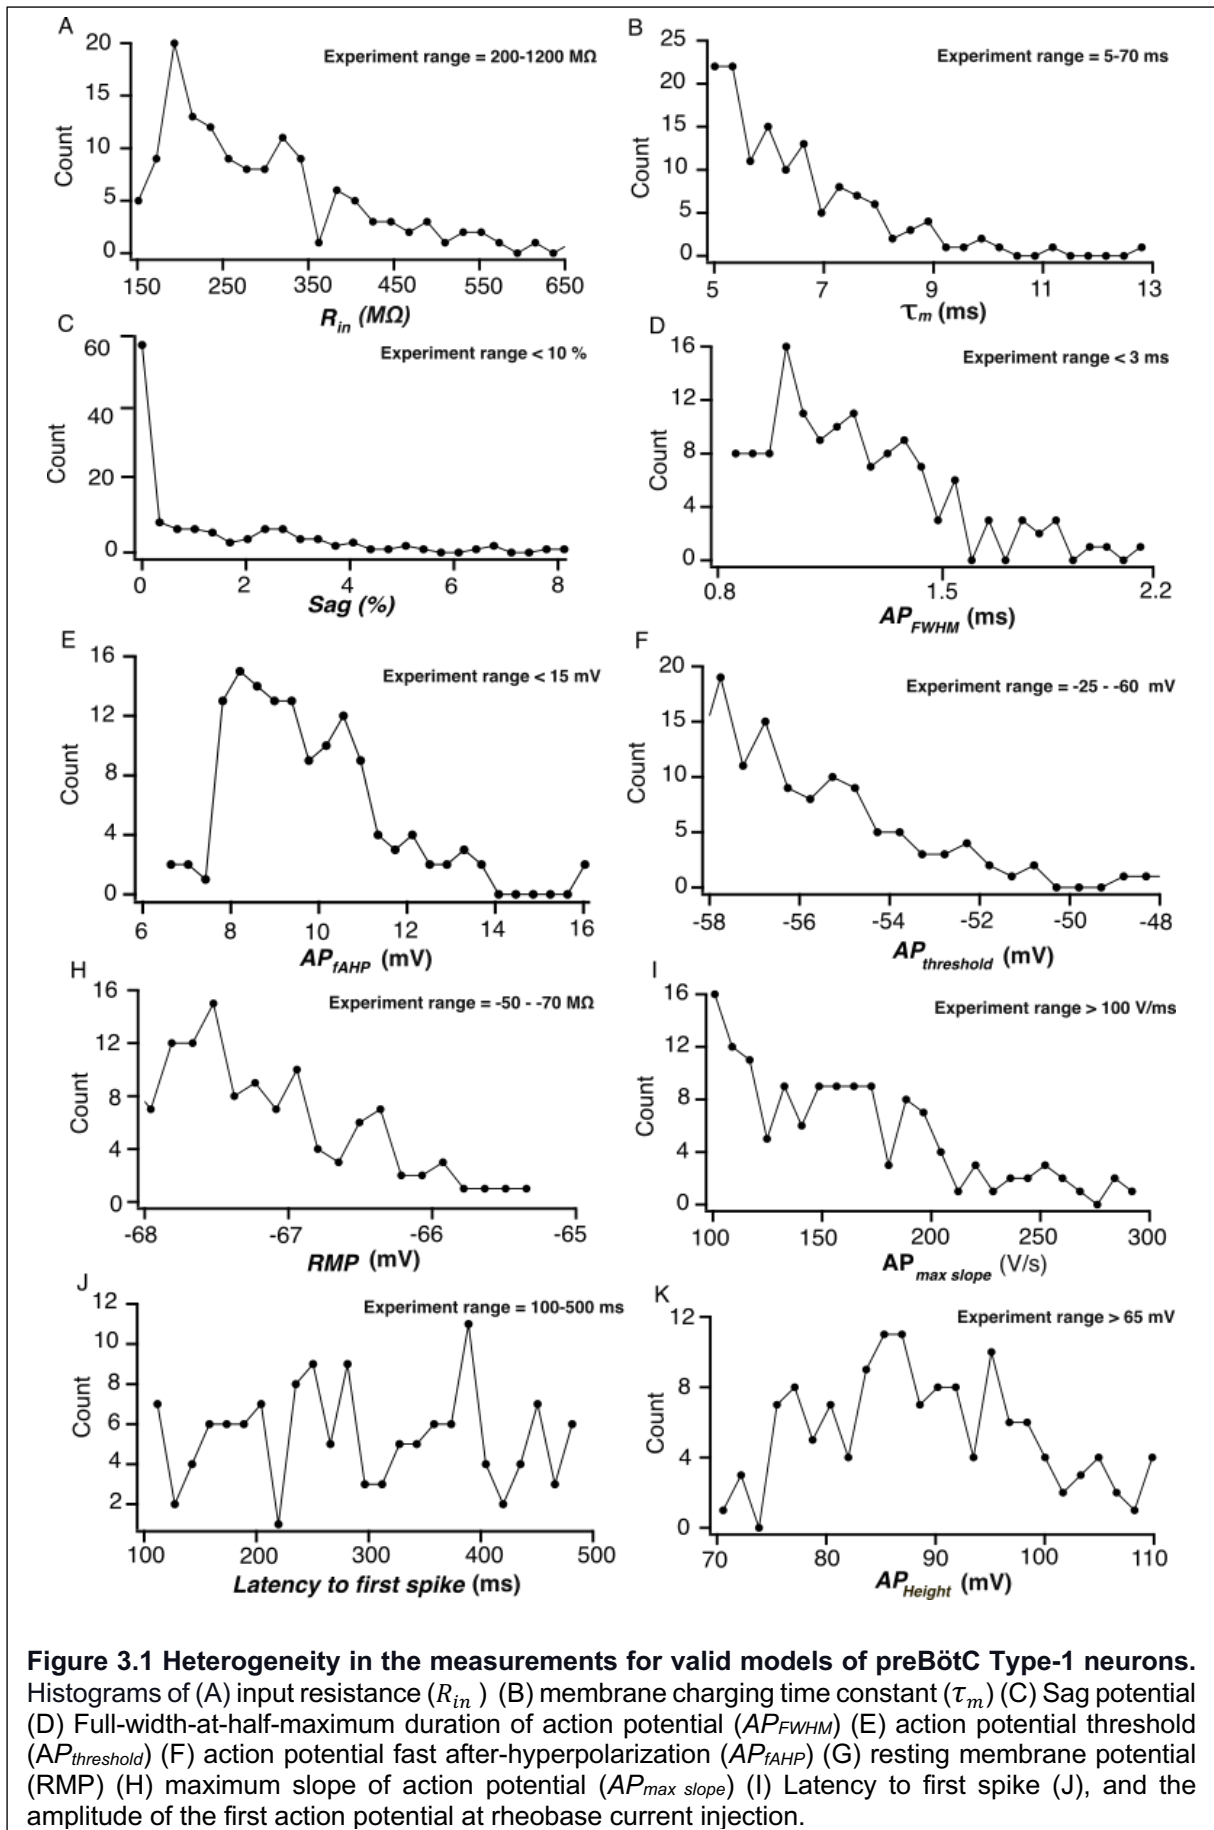 A
Experiment range = 200-1200 MΩ
Count
20
15
10
5
0
150 250 350 450 550 650
R_in (MΩ)
B
Experiment range = 5-70 ms
Count
25
20
15
10
5
0
5 7 9 11 13
τ_m (ms)
C
Experiment range < 10 %
Count
60
40
20
0
0 2 4 6 8
Sag (%)
D
Experiment range < 3 ms
Count
16
12
8
4
0
0.8 1.5 2.2
AP_FWHM (ms)
E
Experiment range < 15 mV
Count
16
12
8
4
0
6 8 10 12 14 16
AP_fAHP (mV)
F
Experiment range = -25 - -60 mV
Count
20
15
10
5
0
-58 -56 -54 -52 -50 -48
AP_threshold (mV)
H
Experiment range = -50 - -70 MΩ
Count
16
12
8
4
0
-68 -67 -66 -65
RMP (mV)
I
Experiment range > 100 V/ms
Count
16
12
8
4
0
100 150 200 250 300
AP_max slope (V/s)
J
Experiment range = 100-500 ms
Count
12
10
8
6
4
2
100 200 300 400 500
Latency to first spike (ms)
K
Experiment range > 65 mV
Count
12
8
4
0
70 80 90 100 110
AP_Height (mV)
Figure 3.1 Heterogeneity in the measurements for valid models of preBötC Type-1 neurons.
Histograms of (A) input resistance (R_in ) (B) membrane charging time constant (τ_m) (C) Sag potential
(D) Full-width-at-half-maximum duration of action potential (AP_FWHM) (E) action potential threshold
(AP_threshold) (F) action potential fast after-hyperpolarization (AP_fAHP) (G) resting membrane potential
(RMP) (H) maximum slope of action potential (AP_max slope) (I) Latency to first spike (J), and the
amplitude of the first action potential at rheobase current injection.